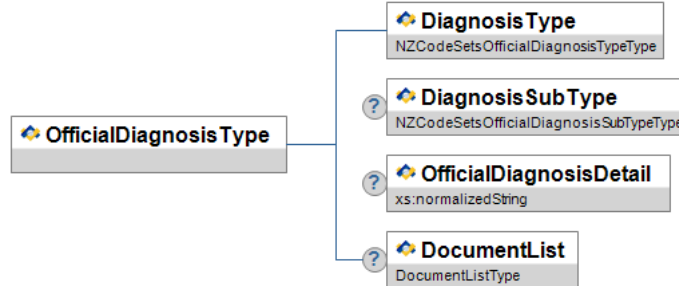 DiagnosisType
NZCodeSetsOfficialDiagnosisTypeType
?
DiagnosisSubType
NZCodeSetsOfficialDiagnosisSubTypeType
OfficialDiagnosisType
?
OfficialDiagnosisDetail
xs:normalizedString
?
DocumentList
DocumentListType